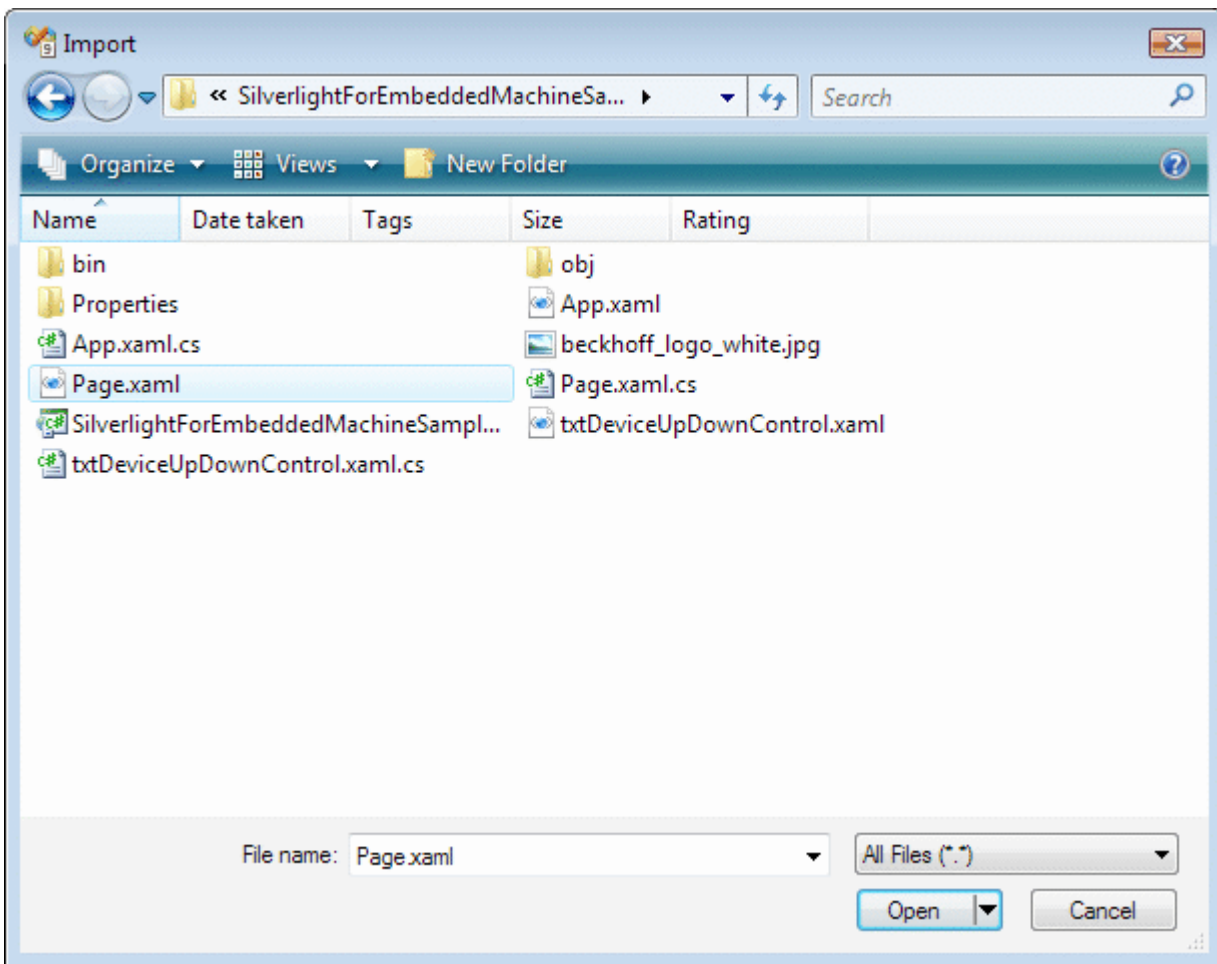 Import
« SilverlightForEmbeddedMachineSa...
Search
Organize Views New Folder
Name Date taken Tags Size Rating
bin obj
Properties App.xaml
App.xaml.cs beckhoff_logo_white.jpg
Page.xaml Page.xaml.cs
SilverlightForEmbeddedMachineSampl... txtDeviceUpDownControl.xaml
txtDeviceUpDownControl.xaml.cs
File name: Page.xaml All Files (*.*)
Open Cancel